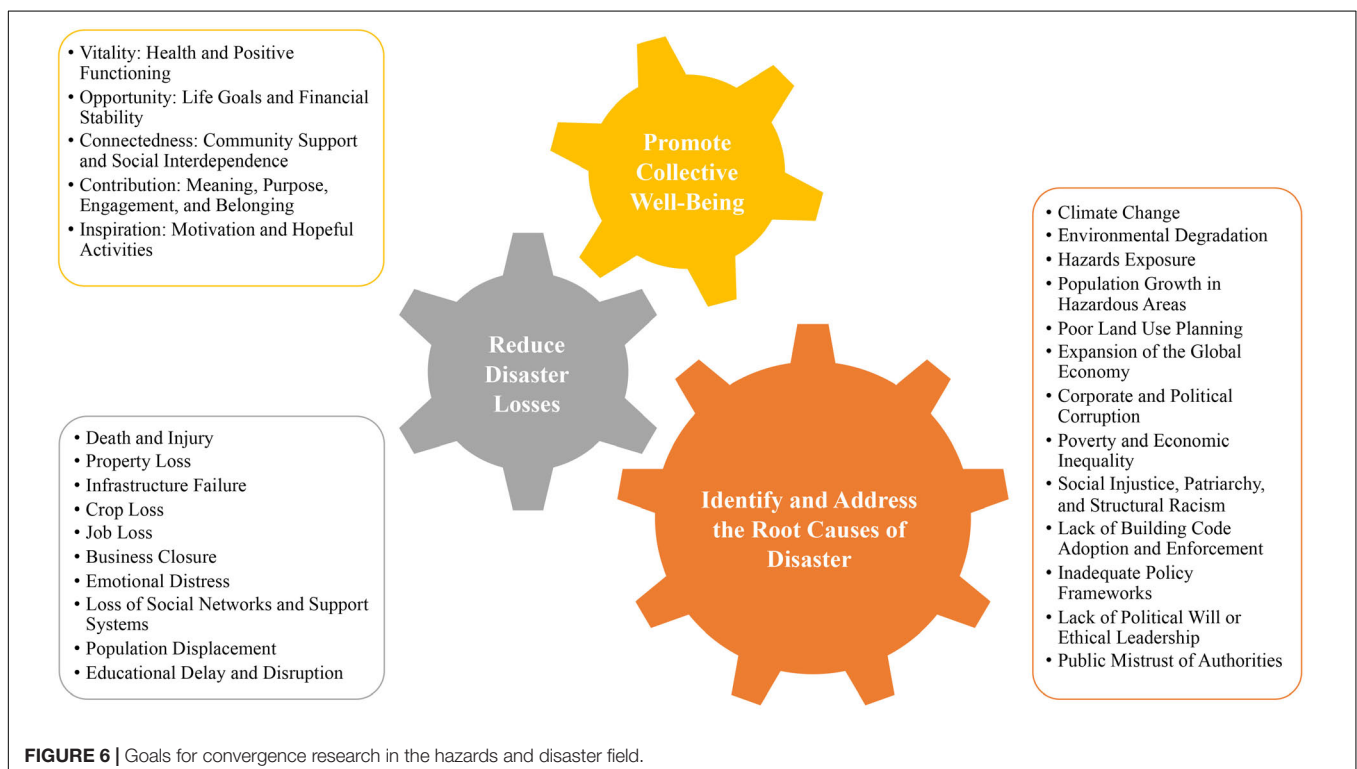 • Vitality: Health and Positive
Functioning
• Opportunity: Life Goals and Financial
Stability
• Connectedness: Community Support
and Social Interdependence
• Contribution: Meaning, Purpose,
Engagement, and Belonging
• Inspiration: Motivation and Hopeful
Activities
Promote
Collective
Well-Being
Reduce
Disaster
Losses
• Death and Injury
• Property Loss
• Infrastructure Failure
• Crop Loss
• Job Loss
• Business Closure
• Emotional Distress
• Loss of Social Networks and Support
Systems
• Population Displacement
• Educational Delay and Disruption
Identify and Address
the Root Causes of
Disaster
• Climate Change
• Environmental Degradation
• Hazards Exposure
• Population Growth in
Hazardous Areas
• Poor Land Use Planning
• Expansion of the Global
Economy
• Corporate and Political
Corruption
• Poverty and Economic
Inequality
• Social Injustice, Patriarchy,
and Structural Racism
• Lack of Building Code
Adoption and Enforcement
• Inadequate Policy
Frameworks
• Lack of Political Will or
Ethical Leadership
• Public Mistrust of Authorities
FIGURE 6 | Goals for convergence research in the hazards and disaster field.